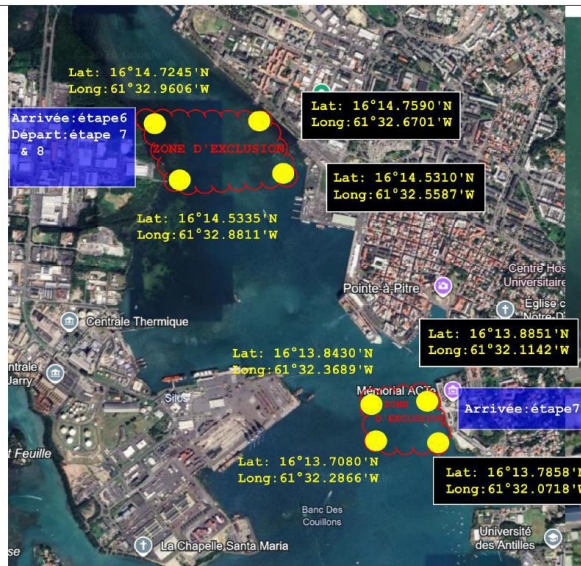 Lat: 16°14.7245'N
Long:61°32.9606'W
Lat: 16°14.7590'N
Long:61°32.6701'W
Arrivée:étape6
Départ:étape 7
& 8
ZONE D'EXCLUSION
Lat: 16°14.5310'N
Long:61°32.5587'W
Lat: 16°14.5335'N
Long:61°32.8811'W
Centre Hos
Universitaire
Pointe-à-Pitre
Église
Notre-D
Centrale Thermique
Lat: 16°13.8851'N
Long:61°32.1142'W
Lat: 16°13.8430'N
Long:61°32.3689'W
Jarry
Silos
Mémorial ACTe
ZONE
D'EXCLUSION
Arrivée:étape7
Feuille
Lat: 16°13.7080'N
Long:61°32.2866'W
Lat: 16°13.7858'N
Long:61°32.0718'W
Banc Des
Couillons
Université
des Antilles
La Chapelle Santa Maria